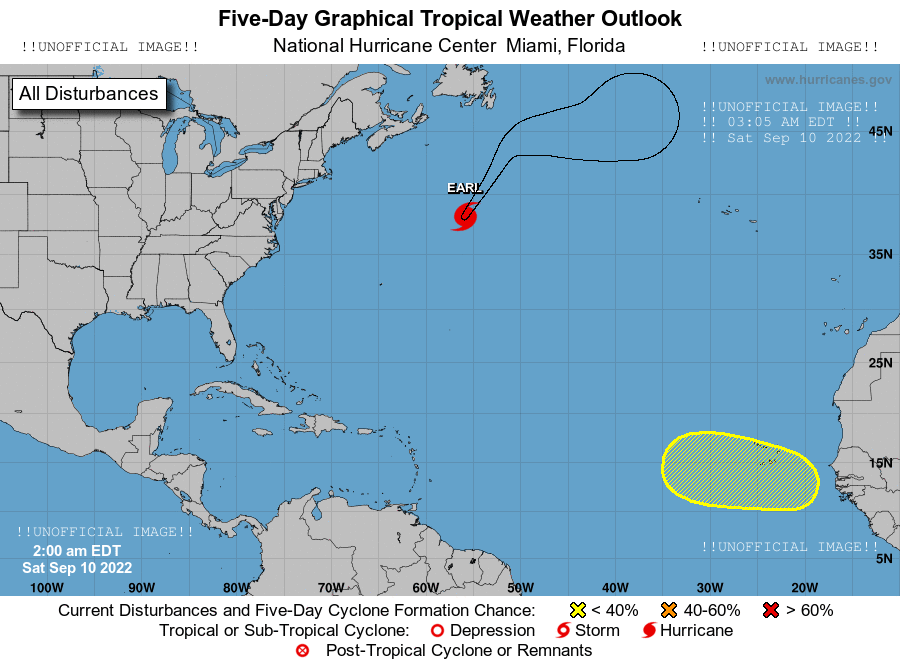 Five-Day Graphical Tropical Weather Outlook
!!UNOFFICIAL IMAGE!! National Hurricane Center Miami, Florida !!UNOFFICIAL IMAGE!!
All Disturbances
www.hurricanes.gov
!!UNOFFICIAL IMAGE!!
!! 03:05 AM EDT !!
!! Sat Sep 10 2022 !!
45N
EARL
35N
25N
15N
!!UNOFFICIAL IMAGE!!
2:00 am EDT
Sat Sep 10 2022
!!UNOFFICIAL IMAGE!!
5N
100W 90W 80W 70W 60W 50W 40W 30W 20W
Current Disturbances and Five-Day Cyclone Formation Chance: < 40% 40-60% > 60%
Tropical or Sub-Tropical Cyclone: Depression Storm Hurricane
Post-Tropical Cyclone or Remnants